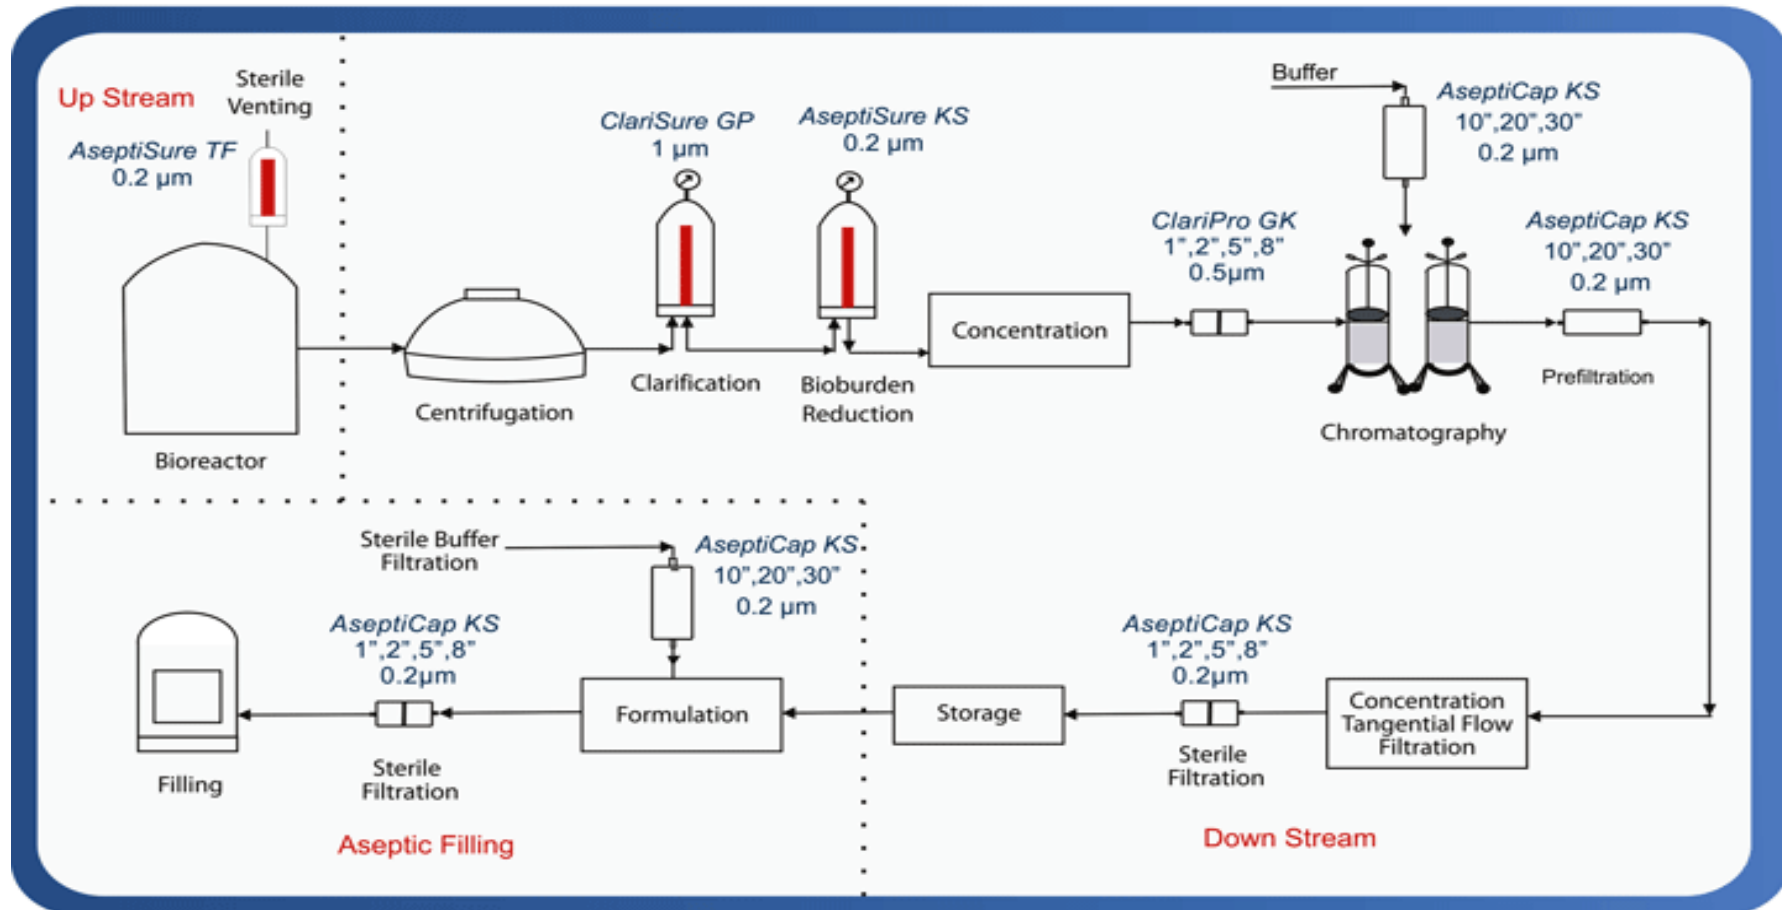 Up Stream
Sterile
Venting
AseptiSure TF
0.2 µm
Bioreactor
Centrifugation
ClariSure GP
1 µm
Clarification
AseptiSure KS
0.2 µm
Bioburden
Reduction
Concentration
ClariPro GK
1”,2”,5”,8”
0.5µm
Buffer
AseptiCap KS
10”,20”,30”
0.2 µm
Chromatography
AseptiCap KS
10”,20”,30”
0.2 µm
Prefiltration
Concentration
Tangential Flow
Filtration
AseptiCap KS
1”,2”,5”,8”
0.2µm
Sterile
Filtration
Storage
Down Stream
Sterile Buffer
Filtration
AseptiCap KS
10”,20”,30”
0.2 µm
Formulation
AseptiCap KS
1”,2”,5”,8”
0.2µm
Sterile
Filtration
Filling
Aseptic Filling